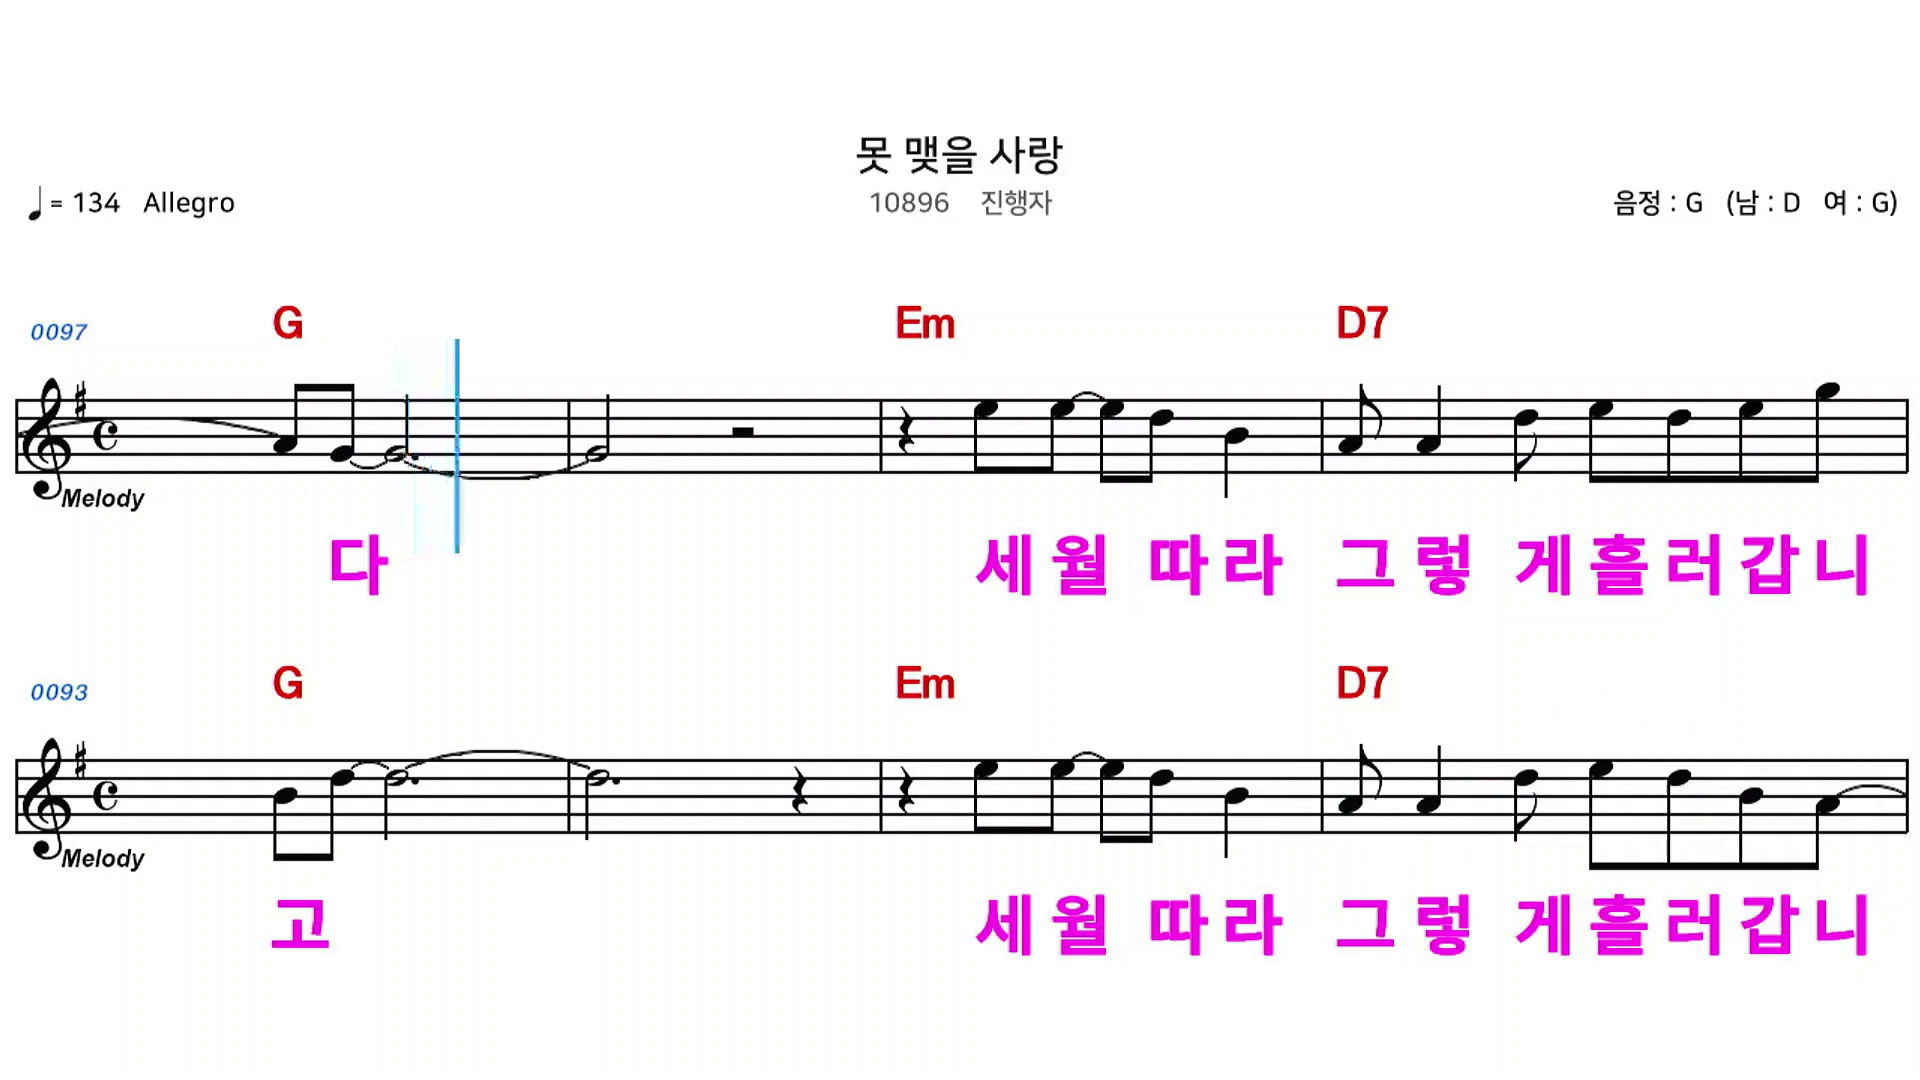 못 맺을 사랑
♩= 134 Allegro
10896 진행자
음정 : G (남 : D 여 : G)
0097 G Em D7
Melody
다 세 월 따 라 그 렇 게 흘 러 갑 니
0093 G Em D7
Melody
고 세 월 따 라 그 렇 게 흘 러 갑 니